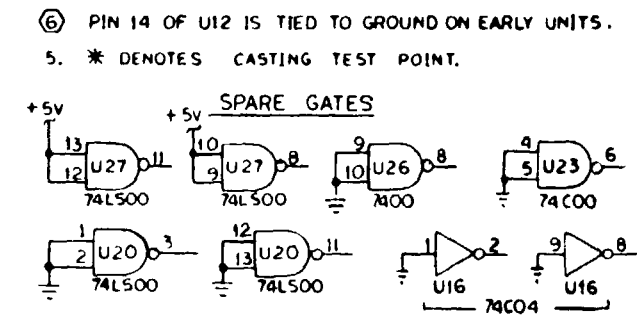 ⑥ PIN 14 OF U12 IS TIED TO GROUND ON EARLY UNITS.
5. * DENOTES CASTING TEST POINT.
SPARE GATES
+5V +5V
13 12 U27 11 10 9 U27 8 9 10 U26 8 4 5 U23 6
74LS00 74LS00 7400 74C00
1 2 U20 3 12 13 U20 11 1 2 9 8
74LS00 74LS00 U16 U16
74C04